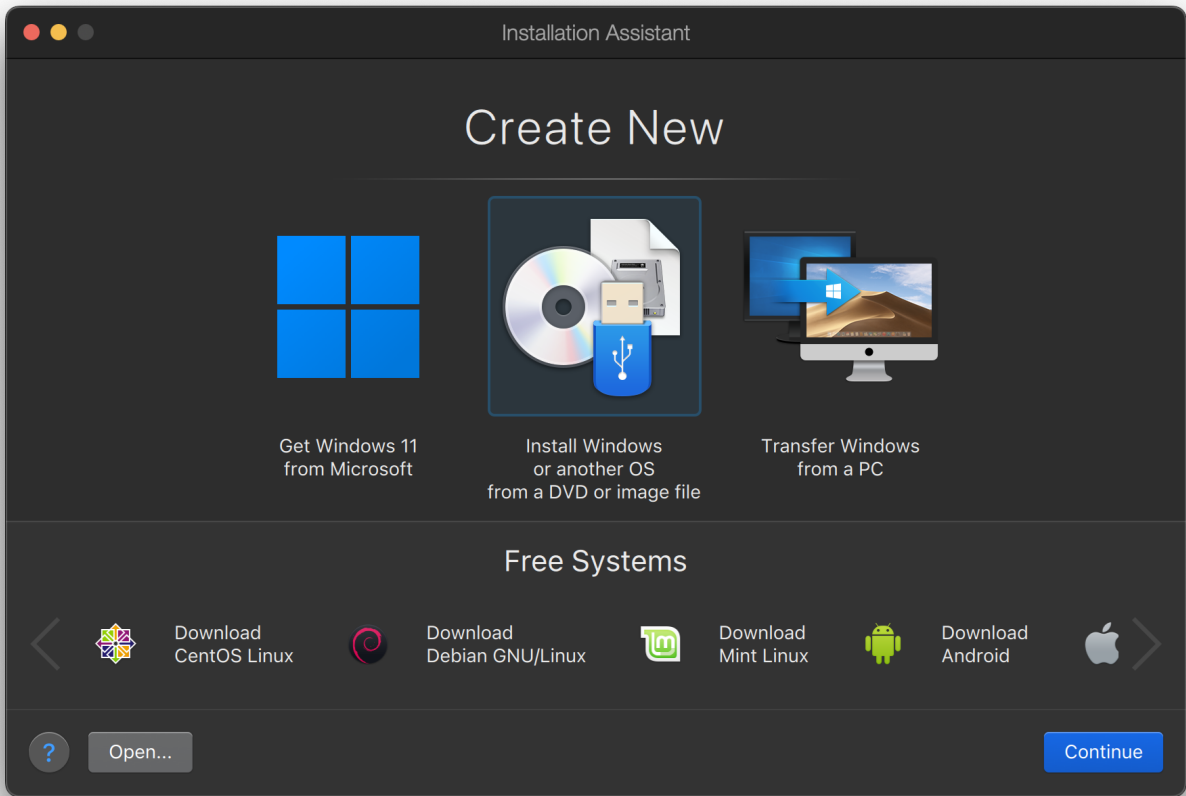 Installation Assistant
Create New
Get Windows 11
from Microsoft
Install Windows
or another OS
from a DVD or image file
Transfer Windows
from a PC
Free Systems
Download
CentOS Linux
Download
Debian GNU/Linux
Download
Mint Linux
Download
Android
?
Open...
Continue